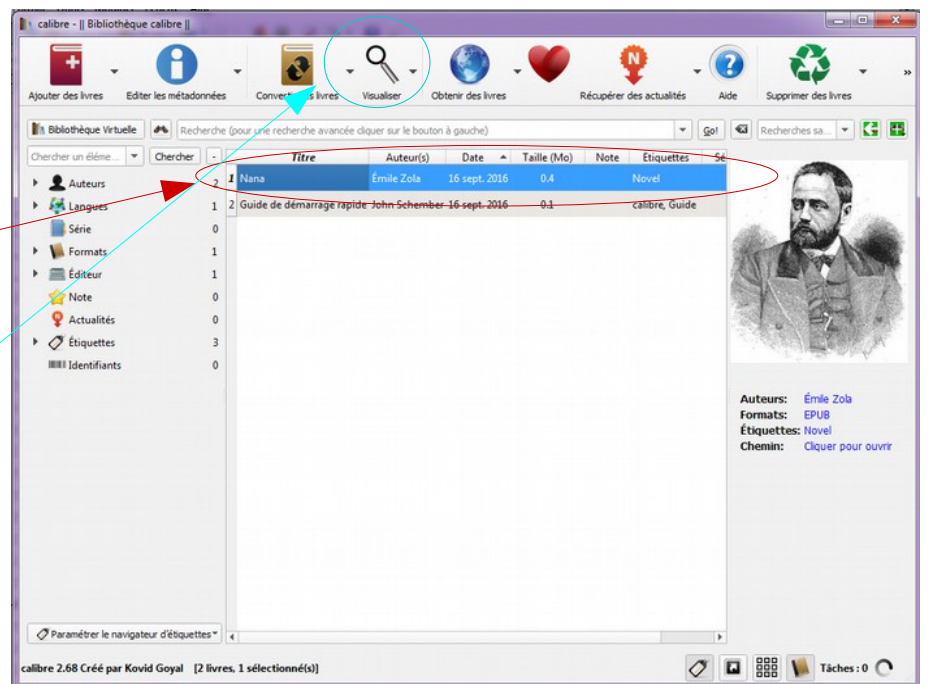 calibre - || Bibliothèque calibre ||
Ajouter des livres Editer les métadonnées Convertir des livres Visualiser Obtenir des livres Récupérer des actualités Aide Supprimer des livres »
Bibliothèque Virtuelle Recherche (pour une recherche avancée cliquer sur le bouton à gauche) Go! Recherches sa...
Chercher un éléme... Chercher - Titre Auteur(s) Date Taille (Mo) Note Étiquettes Sé
Auteurs 2
Langues 1
Série 0
Formats 1
Éditeur 1
Note 0
Actualités 0
Étiquettes 3
Identifiants 0
1 Nana Émile Zola 16 sept. 2016 0.4 Novel
2 Guide de démarrage rapide John Schember 16 sept. 2016 0.1 calibre, Guide
Auteurs: Émile Zola
Formats: EPUB
Étiquettes: Novel
Chemin: Cliquer pour ouvrir
Paramétrer le navigateur d'étiquettes
calibre 2.68 Créé par Kovid Goyal [2 livres, 1 sélectionné(s)] Tâches : 0